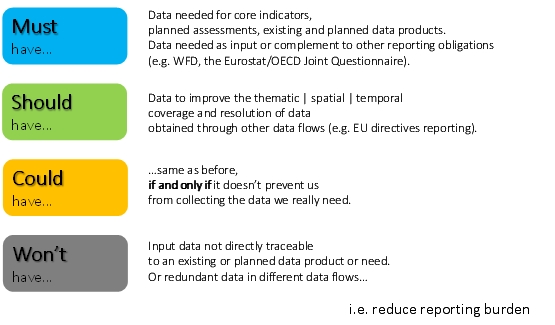 Must
have...
Data needed for core indicators,
planned assessments, existing and planned data products.
Data needed as input or complement to other reporting obligations
(e.g. WFD, the Eurostat/OECD Joint Questionnaire).
Should
have...
Data to improve the thematic | spatial | temporal
coverage and resolution of data
obtained through other data flows (e.g. EU directives reporting).
Could
have...
...same as before,
if and only if it doesn't prevent us
from collecting the data we really need.
Won't
have...
Input data not directly traceable
to an existing or planned data product or need.
Or redundant data in different data flows...
i.e. reduce reporting burden